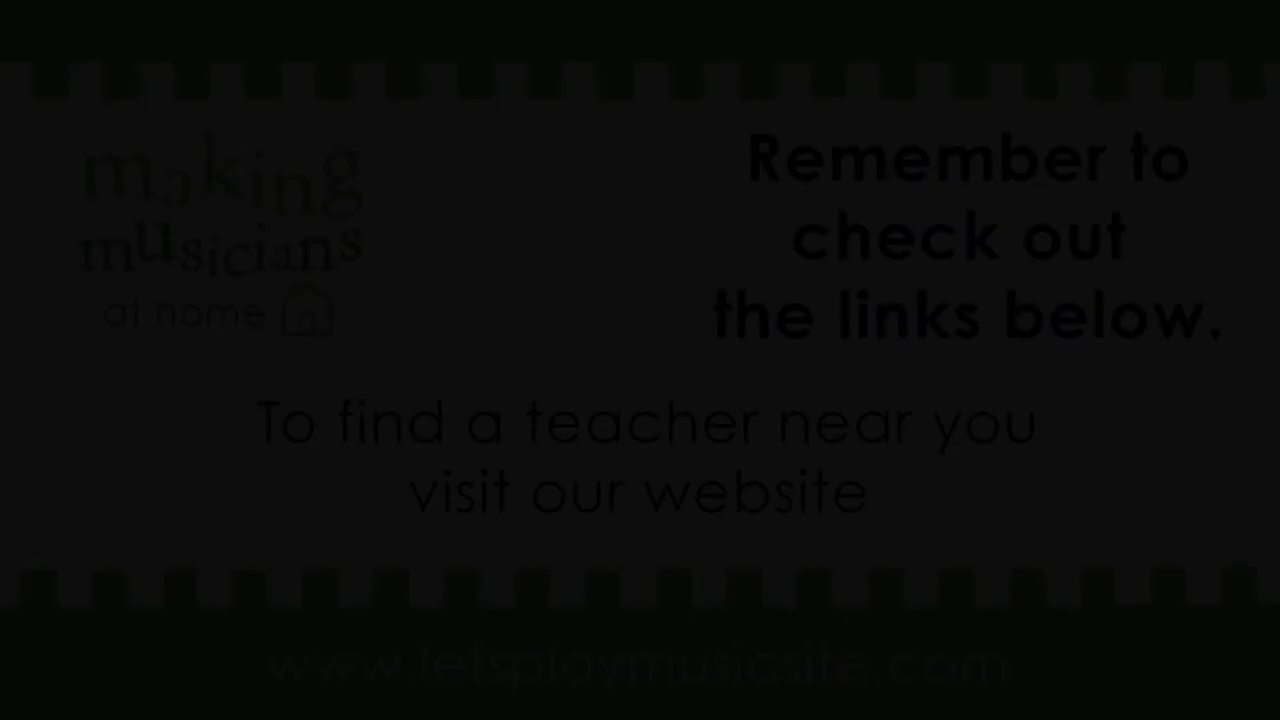 making
musicians
at home
Remember to
check out
the links below.
To find a teacher near you
visit our website
www.letsplaymusicsite.com